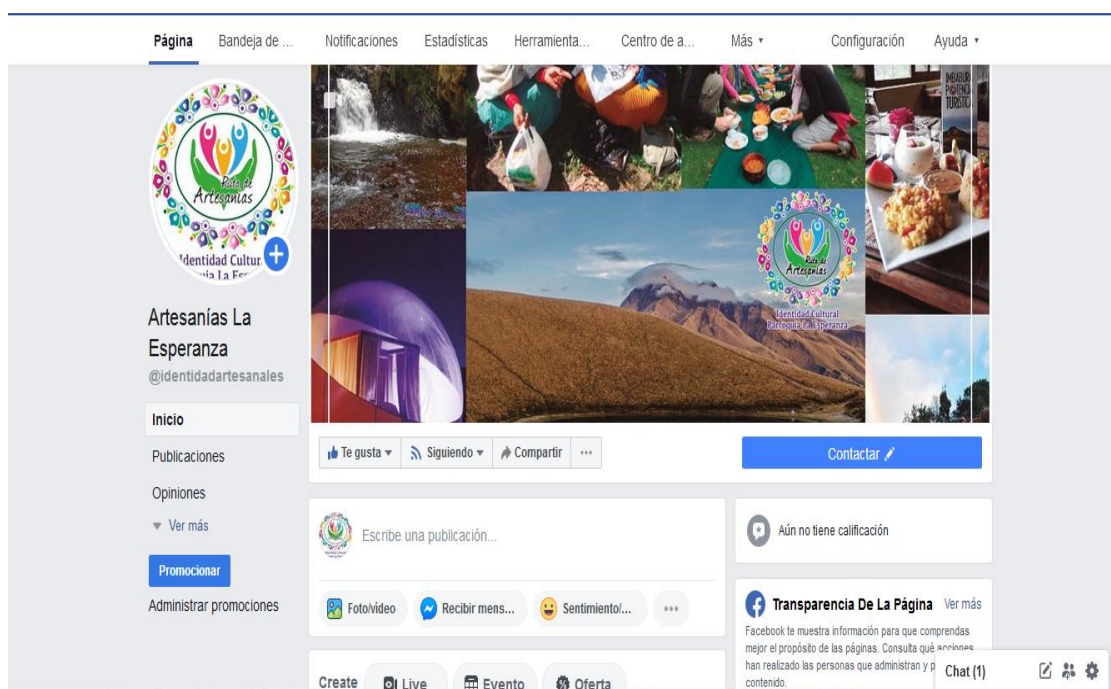 Página Bandeja de ... Notificaciones Estadísticas Herramienta... Centro de a... Más Configuración Ayuda
IMBABURA
TURÍSTIC
Ruta de
Artesanías
Identidad Cultur
Artesanías La
Esperanza
@identidadartesanales
Ruta de
Artesanías
Identidad Cultural
Parroquia La Esperanza
Inicio
Publicaciones
Opiniones
Ver más
Promocionar
Administrar promociones
Te gusta Siguiendo Compartir ...
Contactar
Escribe una publicación...
Foto/video Recibir mens... Sentimiento/... ...
Create Live Evento Oferta
Aún no tiene calificación
Transparencia De La Página Ver más
Facebook te muestra información para que comprendas
mejor el propósito de las páginas. Consulta qué acciones
han realizado las personas que administran y p
contenido.
Chat (1)